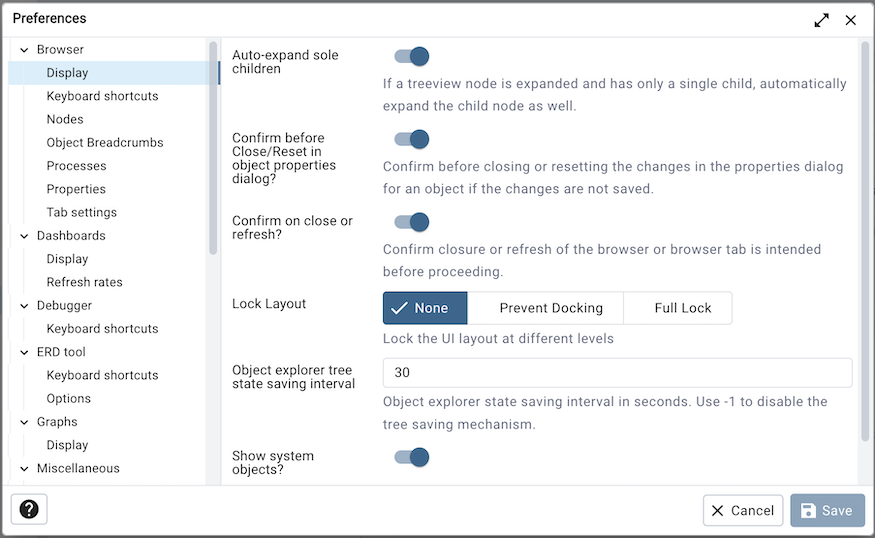 Preferences
Browser
Display
Keyboard shortcuts
Nodes
Object Breadcrumbs
Processes
Properties
Tab settings
Dashboards
Display
Refresh rates
Debugger
Keyboard shortcuts
ERD tool
Keyboard shortcuts
Options
Graphs
Display
Miscellaneous
Auto-expand sole
children
If a treeview node is expanded and has only a single child, automatically
expand the child node as well.
Confirm before
Close/Reset in
object properties
dialog?
Confirm before closing or resetting the changes in the properties dialog
for an object if the changes are not saved.
Confirm on close or
refresh?
Confirm closure or refresh of the browser or browser tab is intended
before proceeding.
Lock Layout
None Prevent Docking Full Lock
Lock the UI layout at different levels
Object explorer tree
state saving interval
30
Object explorer state saving interval in seconds. Use -1 to disable the
tree saving mechanism.
Show system
objects?
? Cancel Save